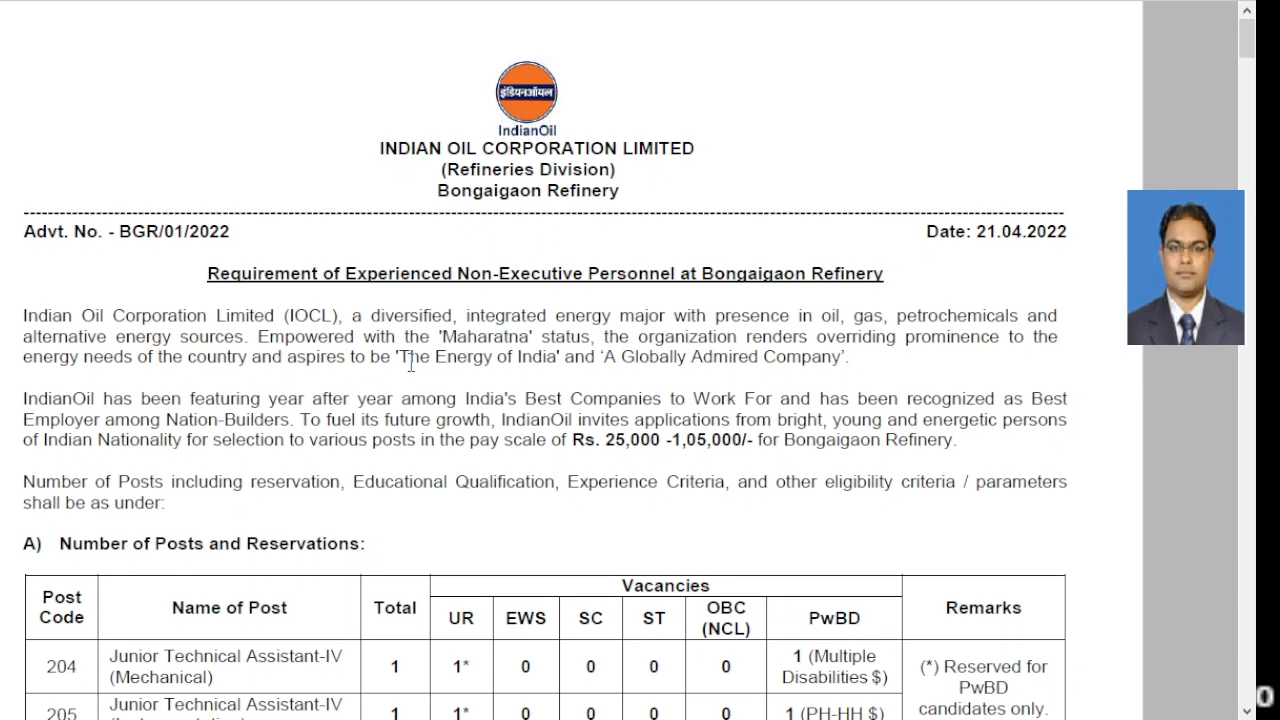 इंडियनऑयल
IndianOil
INDIAN OIL CORPORATION LIMITED
(Refineries Division)
Bongaigaon Refinery
--------------------------------------------------------------------------------
Advt. No. - BGR/01/2022 Date: 21.04.2022
Requirement of Experienced Non-Executive Personnel at Bongaigaon Refinery
Indian Oil Corporation Limited (IOCL), a diversified, integrated energy major with presence in oil, gas, petrochemicals and
alternative energy sources. Empowered with the 'Maharatna' status, the organization renders overriding prominence to the
energy needs of the country and aspires to be 'The Energy of India' and ‘A Globally Admired Company’.
IndianOil has been featuring year after year among India's Best Companies to Work For and has been recognized as Best
Employer among Nation-Builders. To fuel its future growth, IndianOil invites applications from bright, young and energetic persons
of Indian Nationality for selection to various posts in the pay scale of Rs. 25,000 -1,05,000/- for Bongaigaon Refinery.
Number of Posts including reservation, Educational Qualification, Experience Criteria, and other eligibility criteria / parameters
shall be as under:
A) Number of Posts and Reservations:
Post Code Name of Post Total Vacancies Remarks
UR EWS SC ST OBC (NCL) PwBD
204 Junior Technical Assistant-IV (Mechanical) 1 1* 0 0 0 0 1 (Multiple Disabilities $) (*) Reserved for PwBD candidates only.
205 Junior Technical Assistant-IV 1 1* 0 0 0 0 1 (PH-HH $)